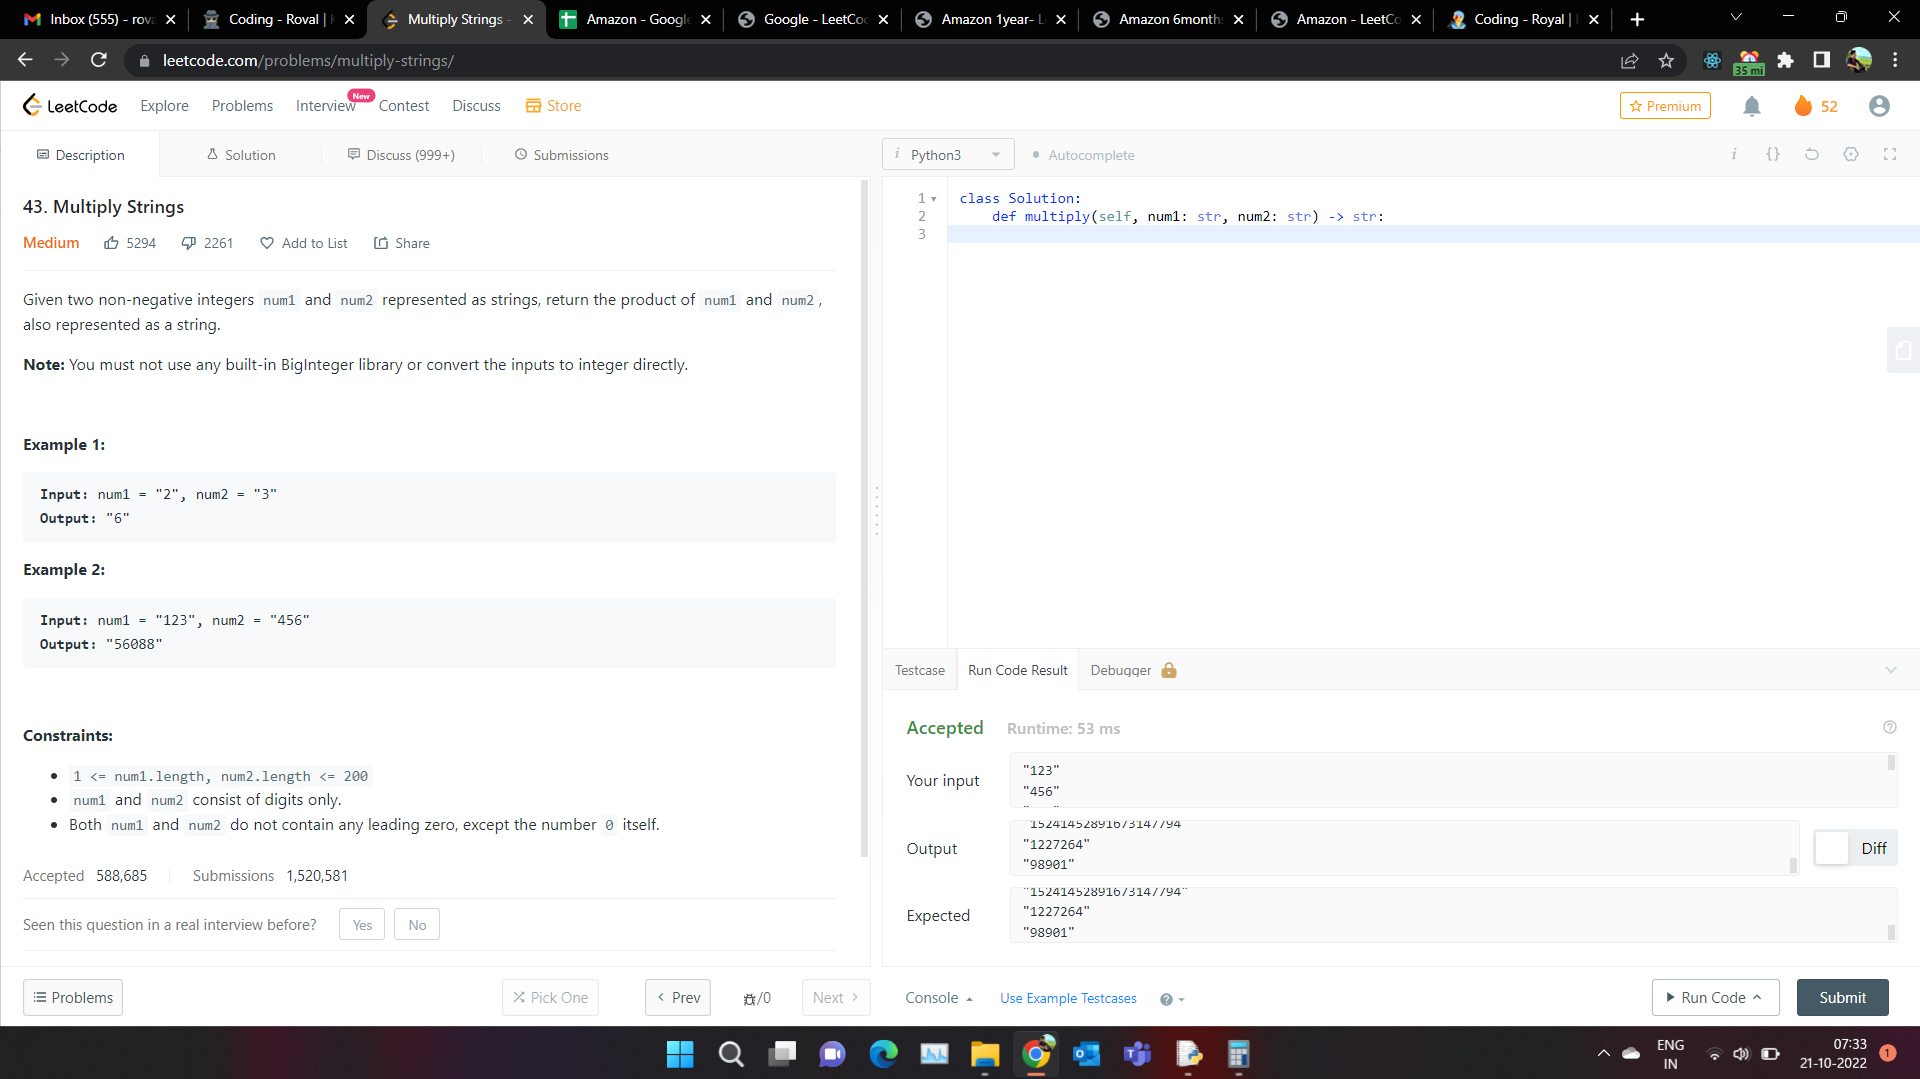 Inbox (555) - rova
Coding - Roval |
Multiply Strings -
Amazon - Google
Google - LeetCo
Amazon 1year- L
Amazon 6months
Amazon - LeetCo
Coding - Royal |
leetcode.com/problems/multiply-strings/
35 mi
LeetCode
Explore
Problems
Interview
New
Contest
Discuss
Store
Premium
52
Description
Solution
Discuss (999+)
Submissions
i Python3
Autocomplete
i {}
43. Multiply Strings
Medium
5294
2261
Add to List
Share
Given two non-negative integers num1 and num2 represented as strings, return the product of num1 and num2,
also represented as a string.
Note: You must not use any built-in BigInteger library or convert the inputs to integer directly.
Example 1:
Input: num1 = "2", num2 = "3"
Output: "6"
Example 2:
Input: num1 = "123", num2 = "456"
Output: "56088"
Constraints:
• 1 <= num1.length, num2.length <= 200
• num1 and num2 consist of digits only.
• Both num1 and num2 do not contain any leading zero, except the number 0 itself.
Accepted 588,685
Submissions 1,520,581
Seen this question in a real interview before?
Yes
No
Problems
Pick One
< Prev
/0
Next >
1 class Solution:
2 def multiply(self, num1: str, num2: str) -> str:
3
Testcase
Run Code Result
Debugger
Accepted
Runtime: 53 ms
Your input
"123"
"456"
Output
"15241452891673147794"
"1227264"
"98901"
Diff
Expected
"15241452891673147794"
"1227264"
"98901"
Console
Use Example Testcases
Run Code
Submit
ENG
IN
07:33
21-10-2022
1